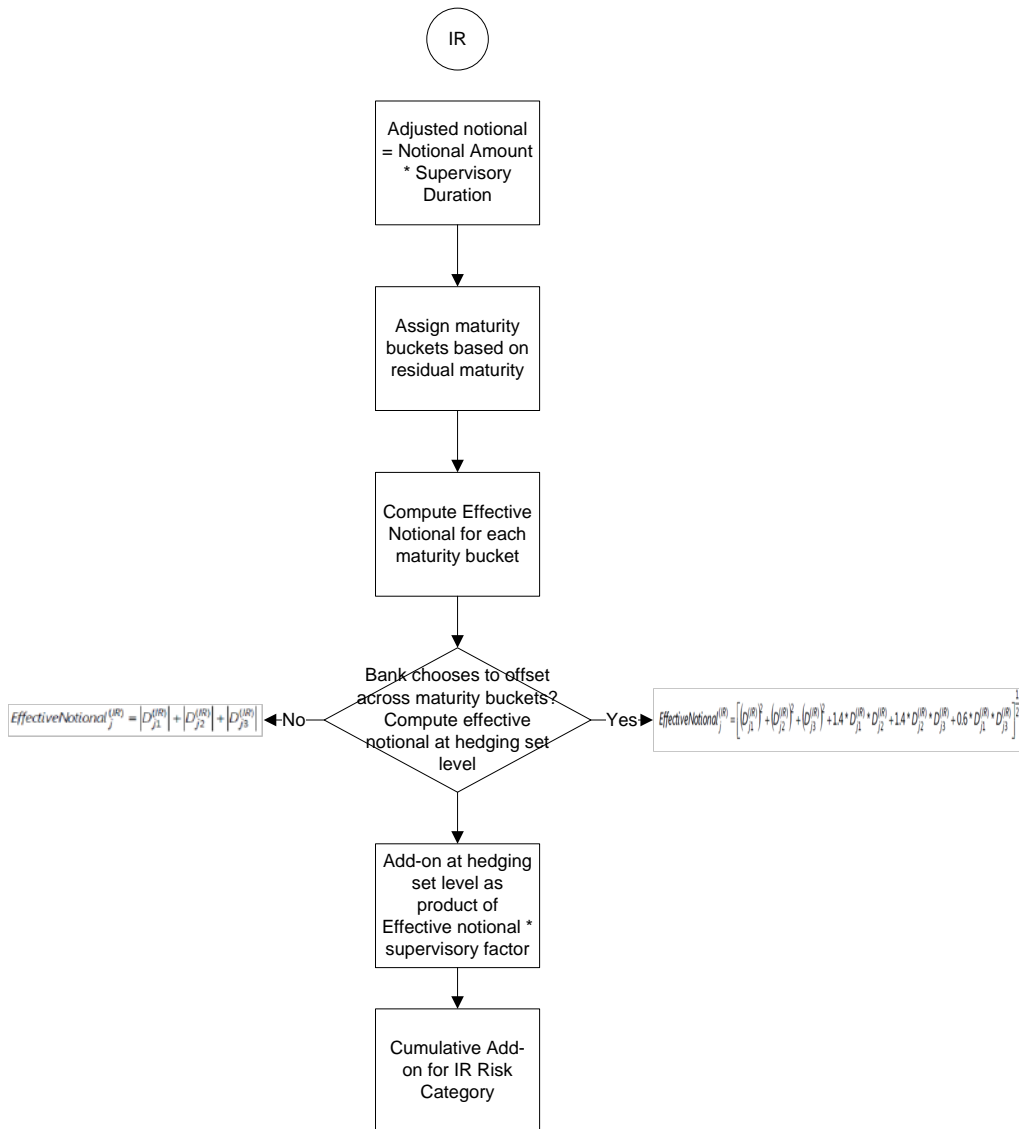 IR
Adjusted notional
= Notional Amount
* Supervisory
Duration
Assign maturity
buckets based on
residual maturity
Compute Effective
Notional for each
maturity bucket
Bank chooses to offset
across maturity buckets?
Compute effective
notional at hedging set
level
No
EffectiveNotional_j^(IR) = |D_j1^(IR)| + |D_j2^(IR)| + |D_j3^(IR)|
Yes
EffectiveNotional_j^(IR) = [(D_j1^(IR))^2 + (D_j2^(IR))^2 + (D_j3^(IR))^2 + 1.4 * D_j1^(IR) * D_j2^(IR) + 1.4 * D_j2^(IR) * D_j3^(IR) + 0.6 * D_j1^(IR) * D_j3^(IR)]^1/2
Add-on at hedging
set level as
product of
Effective notional *
supervisory factor
Cumulative Add-
on for IR Risk
Category